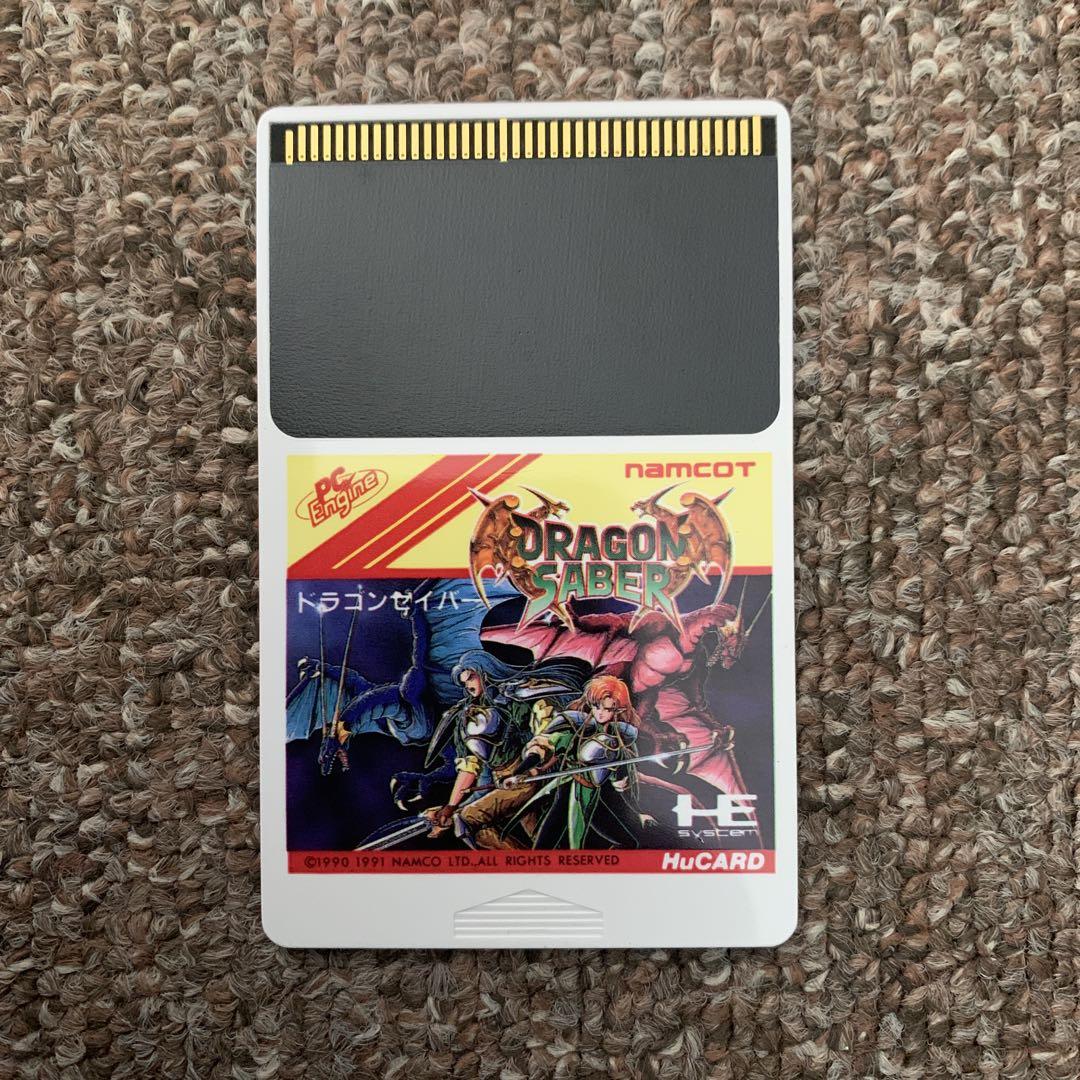 PC
Engine
namcot
DRAGON
SABER
ドラゴンセイバー
HE
SYSTEM
©1990 1991 NAMCO LTD.,ALL RIGHTS RESERVED
HuCARD